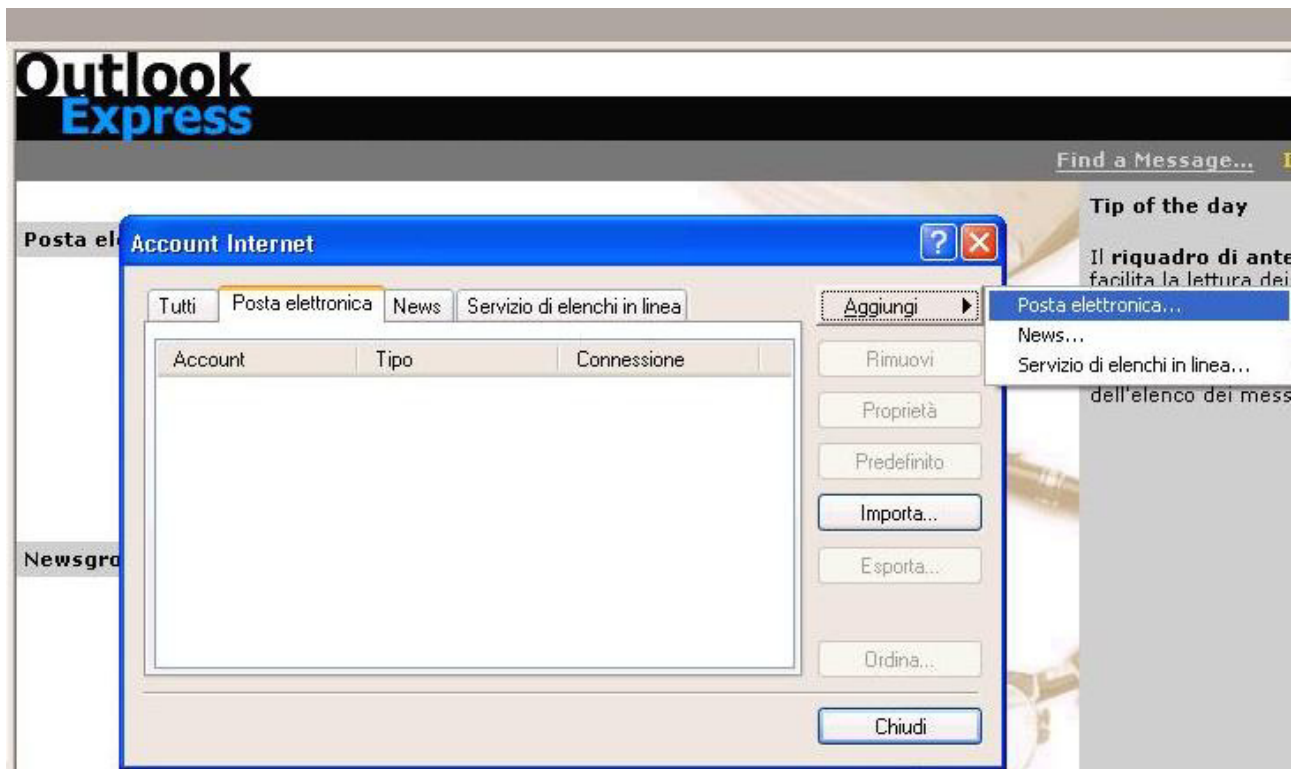 Outlook
Express
Find a Message...
Tip of the day
Posta el
Account Internet
Il riquadro di ante
facilita la lettura dei
Tutti Posta elettronica News Servizio di elenchi in linea
Aggiungi
Posta elettronica...
News...
Servizio di elenchi in linea...
Account Tipo Connessione
Rimuovi
dell'elenco dei mess
Proprietà
Predefinito
Importa...
Newsgro
Esporta...
Ordina...
Chiudi